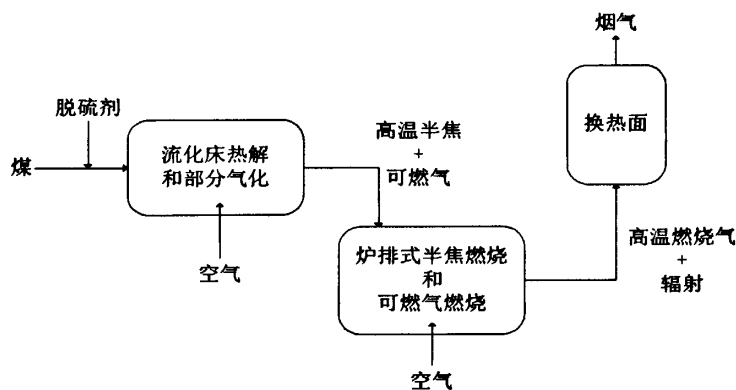 脱硫剂
煤
流化床热解
和部分气化
空气
高温半焦
+
可燃气
炉排式半焦燃烧
和
可燃气燃烧
空气
高温燃烧气
+
辐射
换热面
烟气